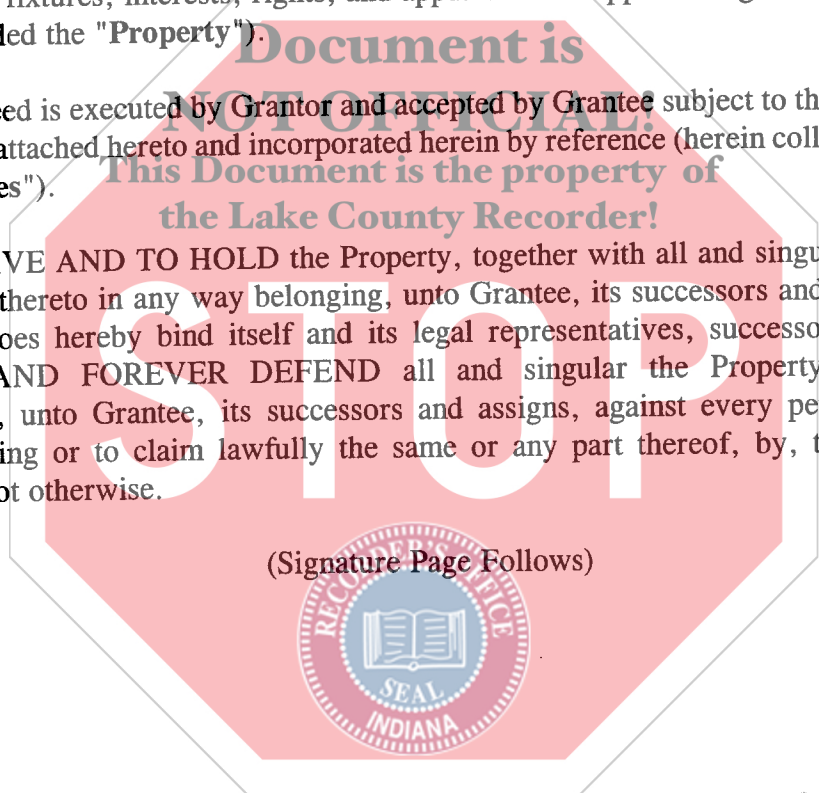 fixtures, interests, rights, and
led the "Property").
Document is
eed is executed by Grantor and accepted by Grantee subject to th
NOT OFFICIAL!
attached hereto and incorporated herein by reference (herein coll
This Document is the property of
es").
the Lake County Recorder!
VE AND TO HOLD the Property, together with all and singu
thereto in any way belonging, unto Grantee, its successors and
oes hereby bind itself and its legal representatives, successo
AND FOREVER DEFEND all and singular the Property
, unto Grantee, its successors and assigns, against every pe
ing or to claim lawfully the same or any part thereof, by, t
ot otherwise.
STOP
(Signature Page Follows)
RECORDER'S OFFICE
SEAL
INDIANA